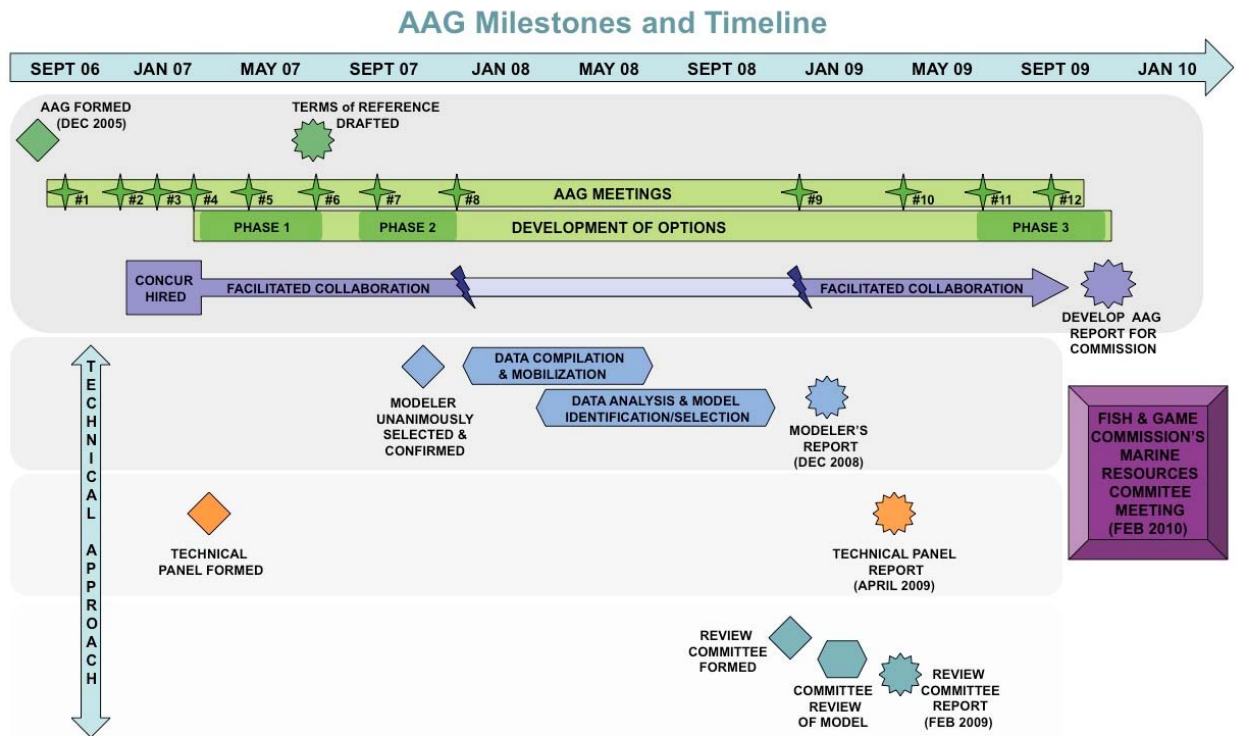 AAG Milestones and Timeline
SEPT 06 JAN 07 MAY 07 SEPT 07 JAN 08 MAY 08 SEPT 08 JAN 09 MAY 09 SEPT 09 JAN 10
AAG FORMED
(DEC 2005)
TERMS of REFERENCE
DRAFTED
#1 #2 #3 #4 #5 #6 #7 #8 AAG MEETINGS #9 #10 #11 #12
PHASE 1 PHASE 2 DEVELOPMENT OF OPTIONS PHASE 3
CONCUR
HIRED
FACILITATED COLLABORATION FACILITATED COLLABORATION
DEVELOP AAG
REPORT FOR
COMMISSION
TECHNICAL APPROACH
DATA COMPILATION
& MOBILIZATION
DATA ANALYSIS & MODEL
IDENTIFICATION/SELECTION
MODELER
UNANIMOUSLY
SELECTED &
CONFIRMED
MODELER'S
REPORT
(DEC 2008)
FISH & GAME
COMMISSION'S
MARINE
RESOURCES
COMMITEE
MEETING
(FEB 2010)
TECHNICAL
PANEL FORMED
TECHNICAL PANEL
REPORT
(APRIL 2009)
REVIEW
COMMITTEE
FORMED
COMMITTEE
REVIEW
OF MODEL
REVIEW
COMMITTEE
REPORT
(FEB 2009)